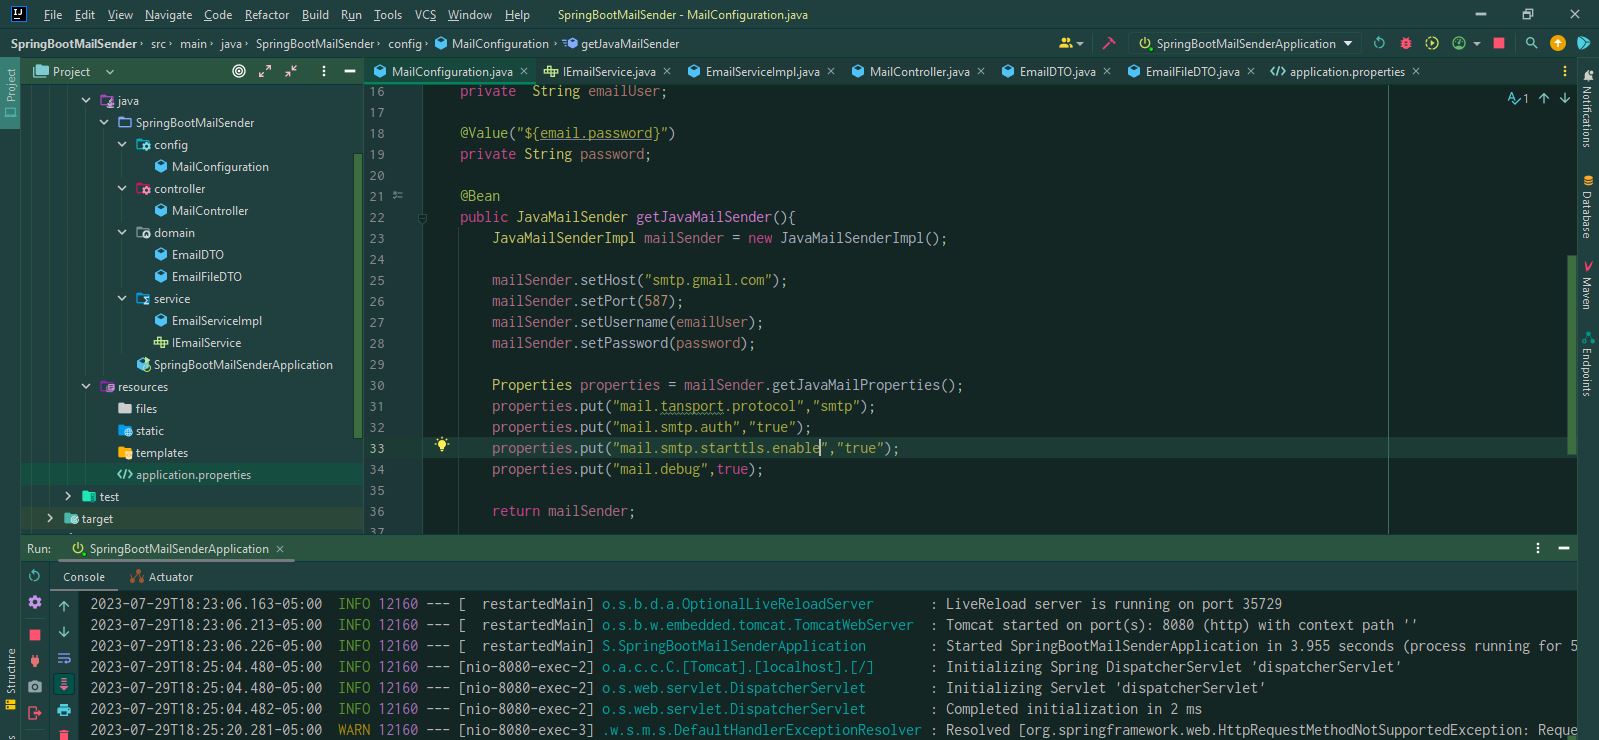 File Edit View Navigate Code Refactor Build Run Tools VCS Window Help SpringBootMailSender - MailConfiguration.java
SpringBootMailSender src main java SpringBootMailSender config MailConfiguration getJavaMailSender SpringBootMailSenderApplication
Project
Project
MailConfiguration.java IEmailService.java EmailServiceImpl.java MailController.java EmailDTO.java EmailFileDTO.java application.properties
java
SpringBootMailSender
config
MailConfiguration
controller
MailController
domain
EmailDTO
EmailFileDTO
service
EmailServiceImpl
IEmailService
SpringBootMailSenderApplication
resources
files
static
templates
application.properties
test
target
16 private  String emailUser;
17
18 @Value("${email.password}")
19 private String password;
20
21 @Bean
22 public JavaMailSender getJavaMailSender(){
23 JavaMailSenderImpl mailSender = new JavaMailSenderImpl();
24
25 mailSender.setHost("smtp.gmail.com");
26 mailSender.setPort(587);
27 mailSender.setUsername(emailUser);
28 mailSender.setPassword(password);
29
30 Properties properties = mailSender.getJavaMailProperties();
31 properties.put("mail.tansport.protocol","smtp");
32 properties.put("mail.smtp.auth","true");
33 properties.put("mail.smtp.starttls.enable","true");
34 properties.put("mail.debug",true);
35
36 return mailSender;
37
1
Notifications
Database
Maven
Endpoints
Structure
Run: SpringBootMailSenderApplication
Console Actuator
2023-07-29T18:23:06.163-05:00  INFO 12160 --- [  restartedMain] o.s.b.d.a.OptionalLiveReloadServer       : LiveReload server is running on port 35729
2023-07-29T18:23:06.213-05:00  INFO 12160 --- [  restartedMain] o.s.b.w.embedded.tomcat.TomcatWebServer  : Tomcat started on port(s): 8080 (http) with context path ''
2023-07-29T18:23:06.226-05:00  INFO 12160 --- [  restartedMain] S.SpringBootMailSenderApplication        : Started SpringBootMailSenderApplication in 3.955 seconds (process running for 5
2023-07-29T18:25:04.480-05:00  INFO 12160 --- [nio-8080-exec-2] o.a.c.c.C.[Tomcat].[localhost].[/]       : Initializing Spring DispatcherServlet 'dispatcherServlet'
2023-07-29T18:25:04.480-05:00  INFO 12160 --- [nio-8080-exec-2] o.s.web.servlet.DispatcherServlet        : Initializing Servlet 'dispatcherServlet'
2023-07-29T18:25:04.482-05:00  INFO 12160 --- [nio-8080-exec-2] o.s.web.servlet.DispatcherServlet        : Completed initialization in 2 ms
2023-07-29T18:25:20.281-05:00  WARN 12160 --- [nio-8080-exec-3] .w.s.m.s.DefaultHandlerExceptionResolver : Resolved [org.springframework.web.HttpRequestMethodNotSupportedException: Reque